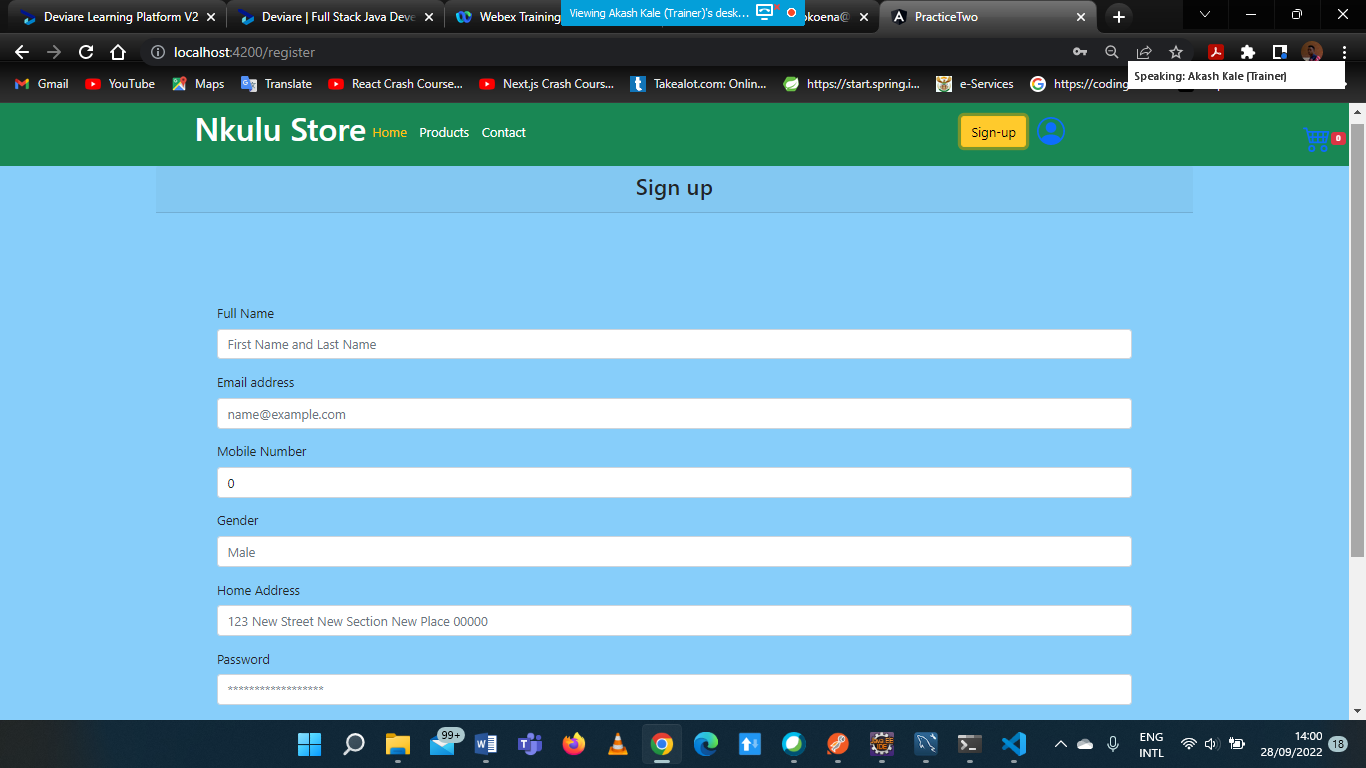 Deviare Learning Platform V2
Deviare | Full Stack Java Deve
Webex Training
Viewing Akash Kale (Trainer)'s desk...
okoena@
PracticeTwo
localhost:4200/register
Speaking: Akash Kale (Trainer)
Gmail
YouTube
Maps
Translate
React Crash Course...
Next.js Crash Cours...
Takealot.com: Onlin...
https://start.spring.i...
e-Services
https://coding
Nkulu Store
Home
Products
Contact
Sign-up
0
Sign up
Full Name
First Name and Last Name
Email address
name@example.com
Mobile Number
0
Gender
Male
Home Address
123 New Street New Section New Place 00000
Password
******************
99+
ENG
INTL
14:00
28/09/2022
18